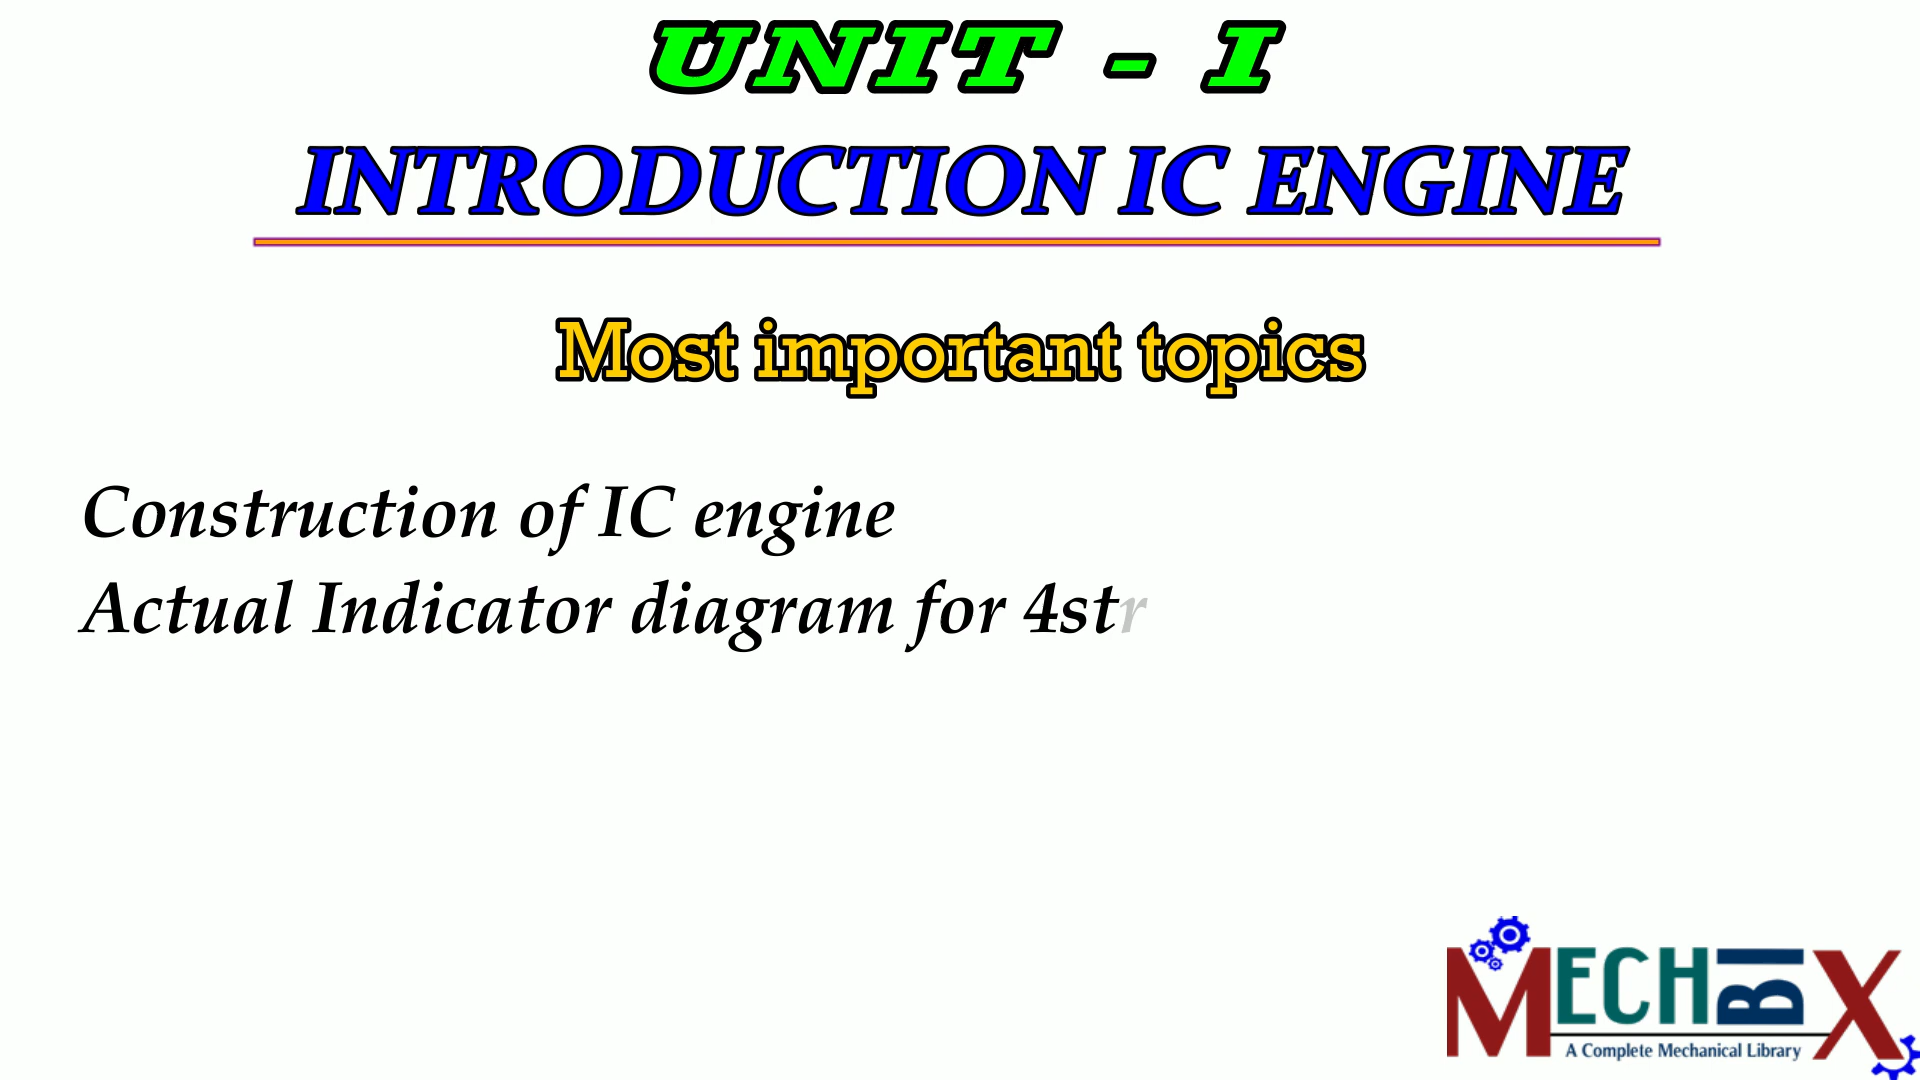 UNIT - I
INTRODUCTION IC ENGINE
Most important topics
Construction of IC engine
Actual Indicator diagram for 4str
MECHBIX
A Complete Mechanical Library